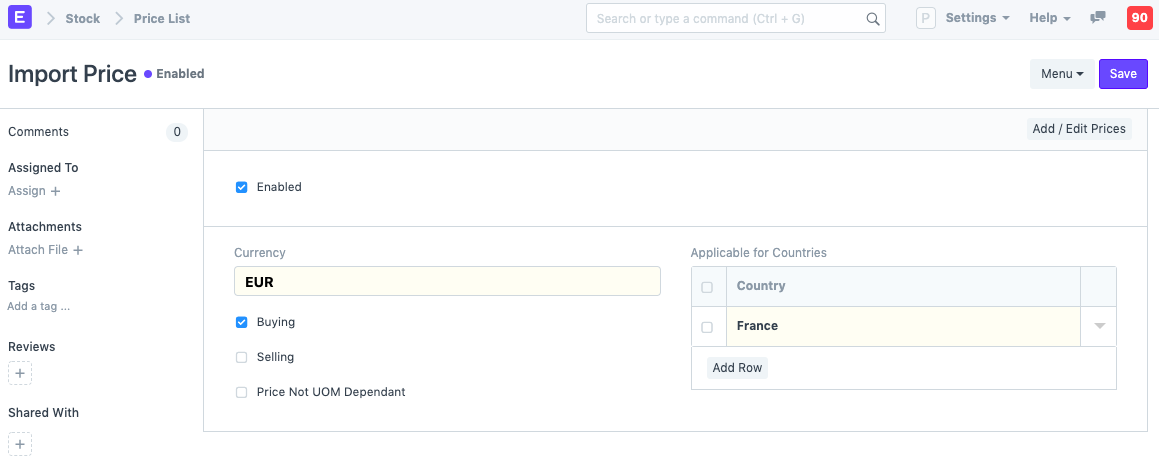 E Stock Price List Search or type a command (Ctrl + G) P Settings Help 90
Import Price Enabled Menu Save
Comments 0
Add / Edit Prices
Assigned To
Assign +
Attachments
Attach File +
Tags
Add a tag ...
Reviews
+
Shared With
+
Enabled
Currency
EUR
Buying
Selling
Price Not UOM Dependant
Applicable for Countries
Country
France
Add Row